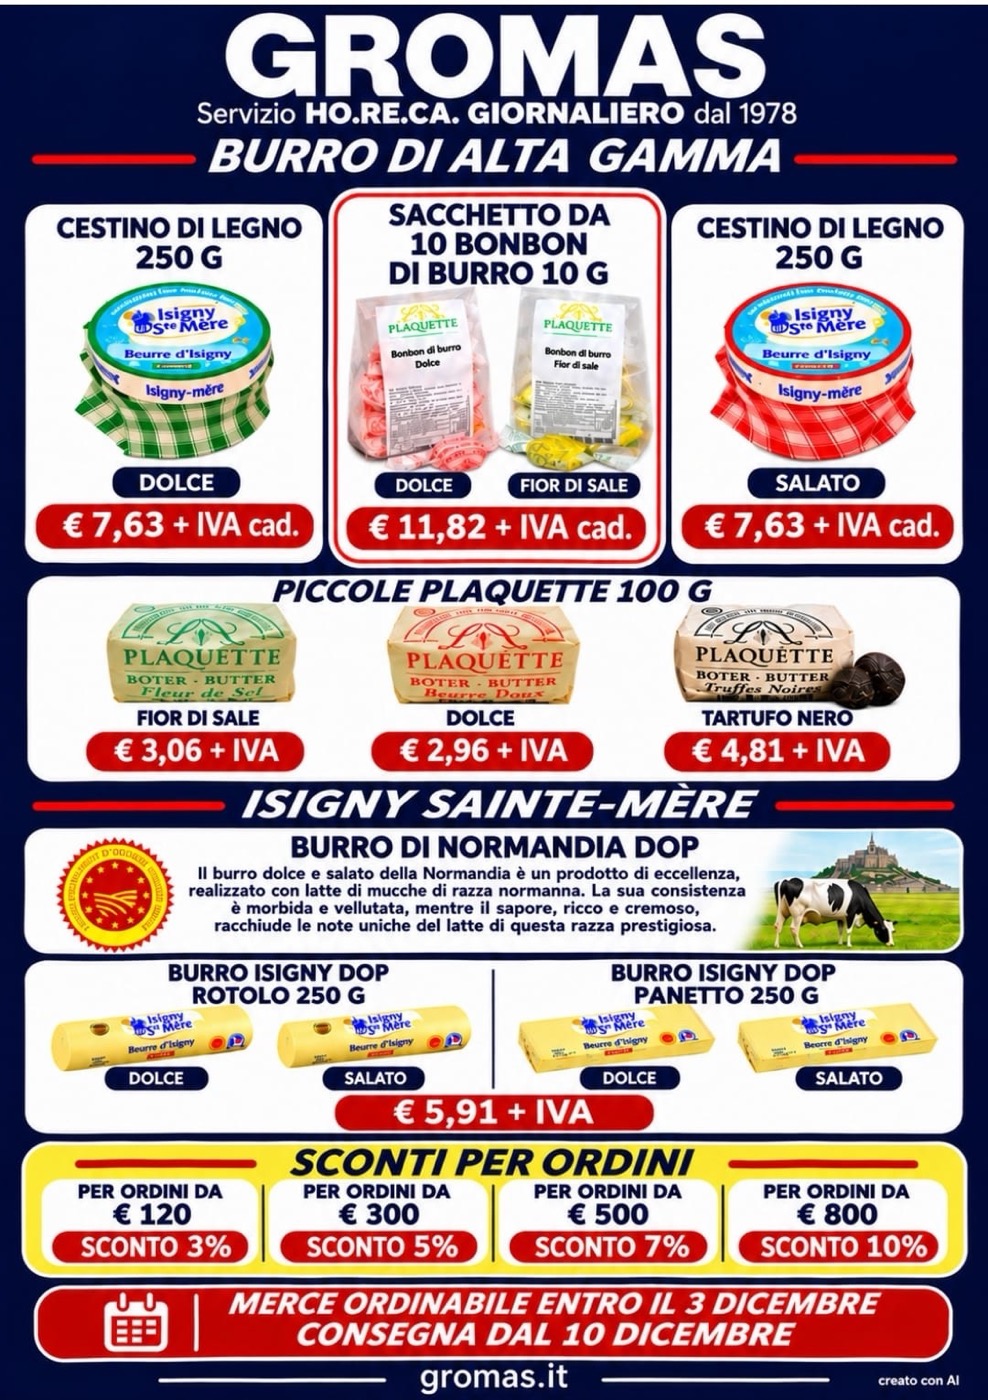 GROMAS
Servizio HO.RE.CA. GIORNALIERO dal 1978
BURRO DI ALTA GAMMA
CESTINO DI LEGNO
250 G
Isigny
Ste Mère
Beurre d'Isigny
Isigny-mère
DOLCE
€ 7,63 + IVA cad.
SACCHETTO DA
10 BONBON
DI BURRO 10 G
PLAQUETTE
Bonbon di burro
Dolce
PLAQUETTE
Bonbon di burro
Fior di sale
DOLCE
FIOR DI SALE
€ 11,82 + IVA cad.
CESTINO DI LEGNO
250 G
Isigny
Ste Mère
Beurre d'Isigny
Isigny-mère
SALATO
€ 7,63 + IVA cad.
PICCOLE PLAQUETTE 100 G
LA
PLAQUETTE
BOTER · BUTTER
Fleur de Sel
FIOR DI SALE
€ 3,06 + IVA
LA
PLAQUETTE
BOTER · BUTTER
Beurre Doux
DOLCE
€ 2,96 + IVA
LA
PLAQUETTE
BOTER · BUTTER
Truffes Noires
TARTUFO NERO
€ 4,81 + IVA
ISIGNY SAINTE-MÈRE
BURRO DI NORMANDIA DOP
Il burro dolce e salato della Normandia è un prodotto di eccellenza,
realizzato con latte di mucche di razza normanna. La sua consistenza
è morbida e vellutata, mentre il sapore, ricco e cremoso,
racchiude le note uniche del latte di questa razza prestigiosa.
BURRO ISIGNY DOP
ROTOLO 250 G
Isigny
St Mère
Beurre d'Isigny
DOLCE
Isigny
St Mère
Beurre d'Isigny
SALATO
BURRO ISIGNY DOP
PANETTO 250 G
Isigny
St Mère
Beurre d'Isigny
DOLCE
Isigny
St Mère
Beurre d'Isigny
SALATO
€ 5,91 + IVA
SCONTI PER ORDINI
PER ORDINI DA
€ 120
SCONTO 3%
PER ORDINI DA
€ 300
SCONTO 5%
PER ORDINI DA
€ 500
SCONTO 7%
PER ORDINI DA
€ 800
SCONTO 10%
MERCE ORDINABILE ENTRO IL 3 DICEMBRE
CONSEGNA DAL 10 DICEMBRE
gromas.it
creato con AI